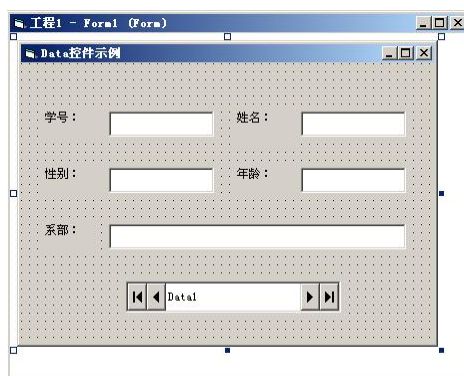 工程1 - Form1 (Form)
Data控件示例
学号： 姓名：
性别： 年龄：
系部：
Data1